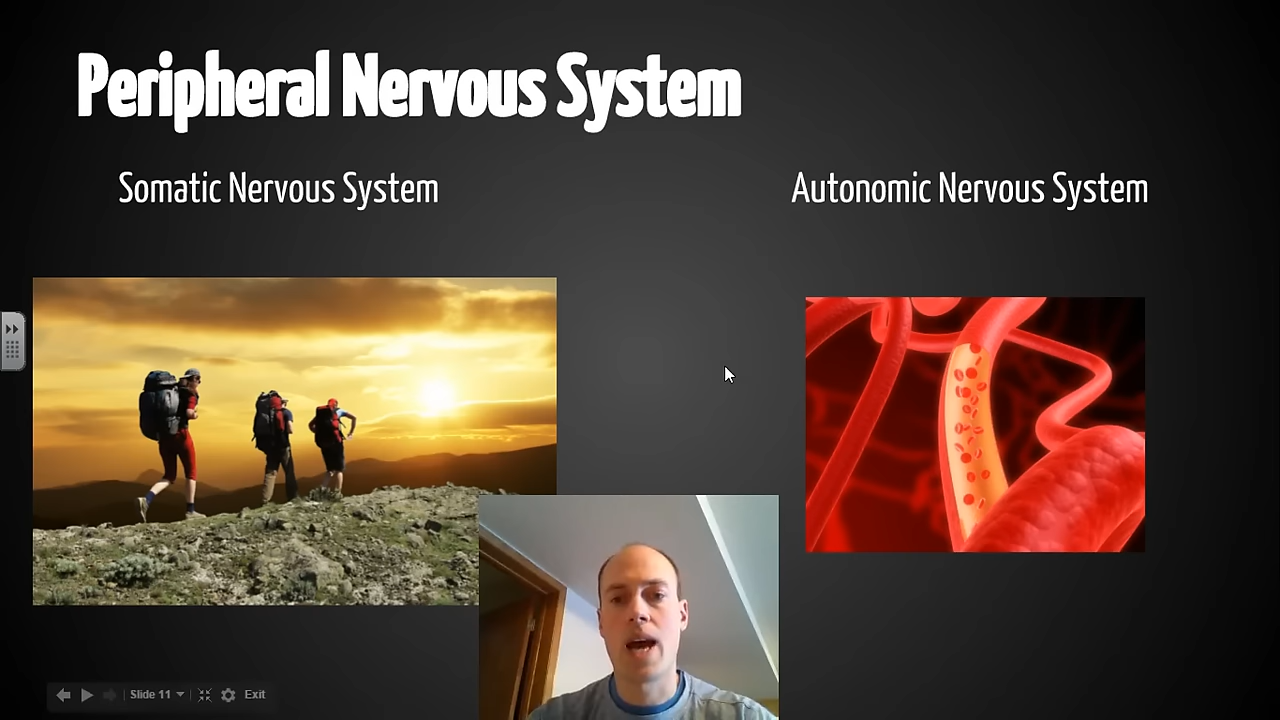 Peripheral Nervous System
Somatic Nervous System
Autonomic Nervous System
Slide 11
Exit